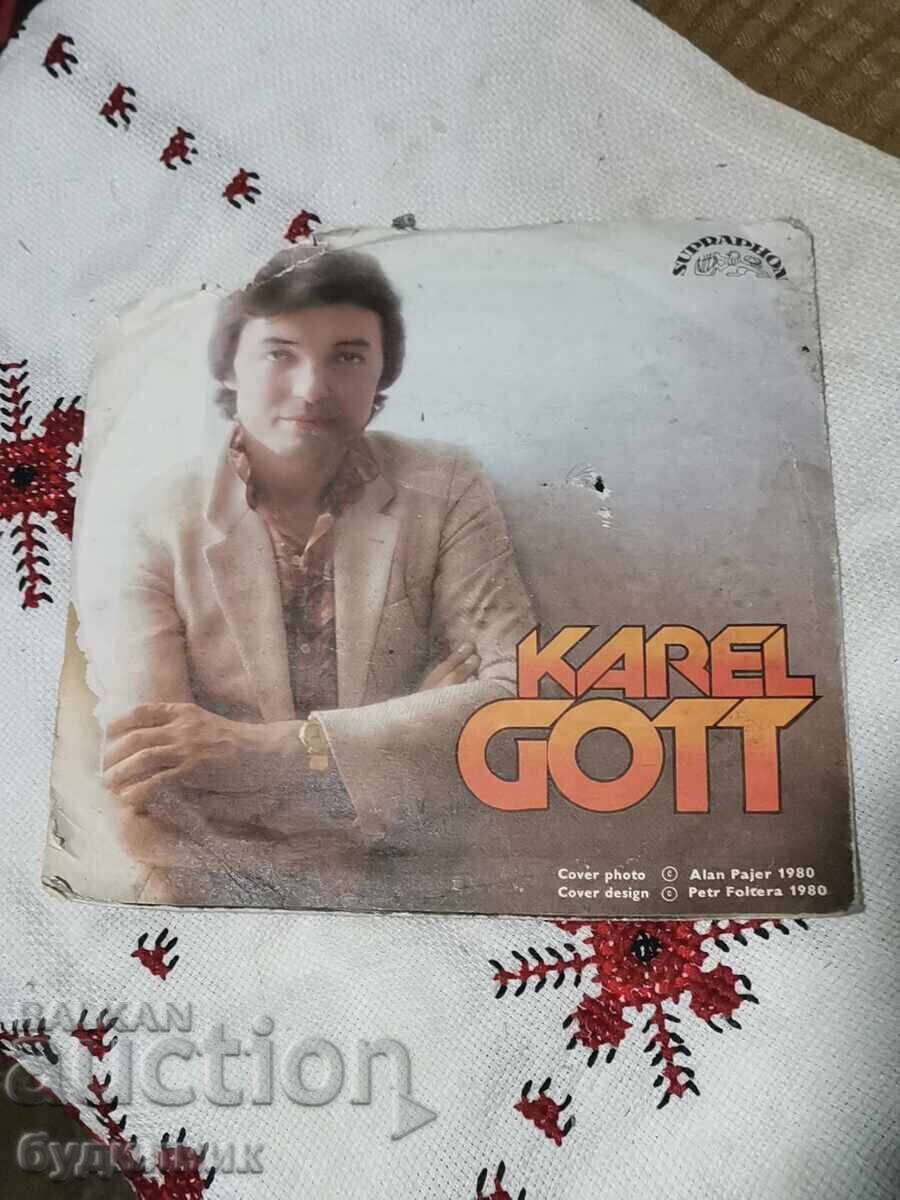 SUPRAPHON
KAREL
GOTT
Cover photo © Alan Pajer 1980
Cover design © Petr Foltera 1980
BALKAN
auction
будилник